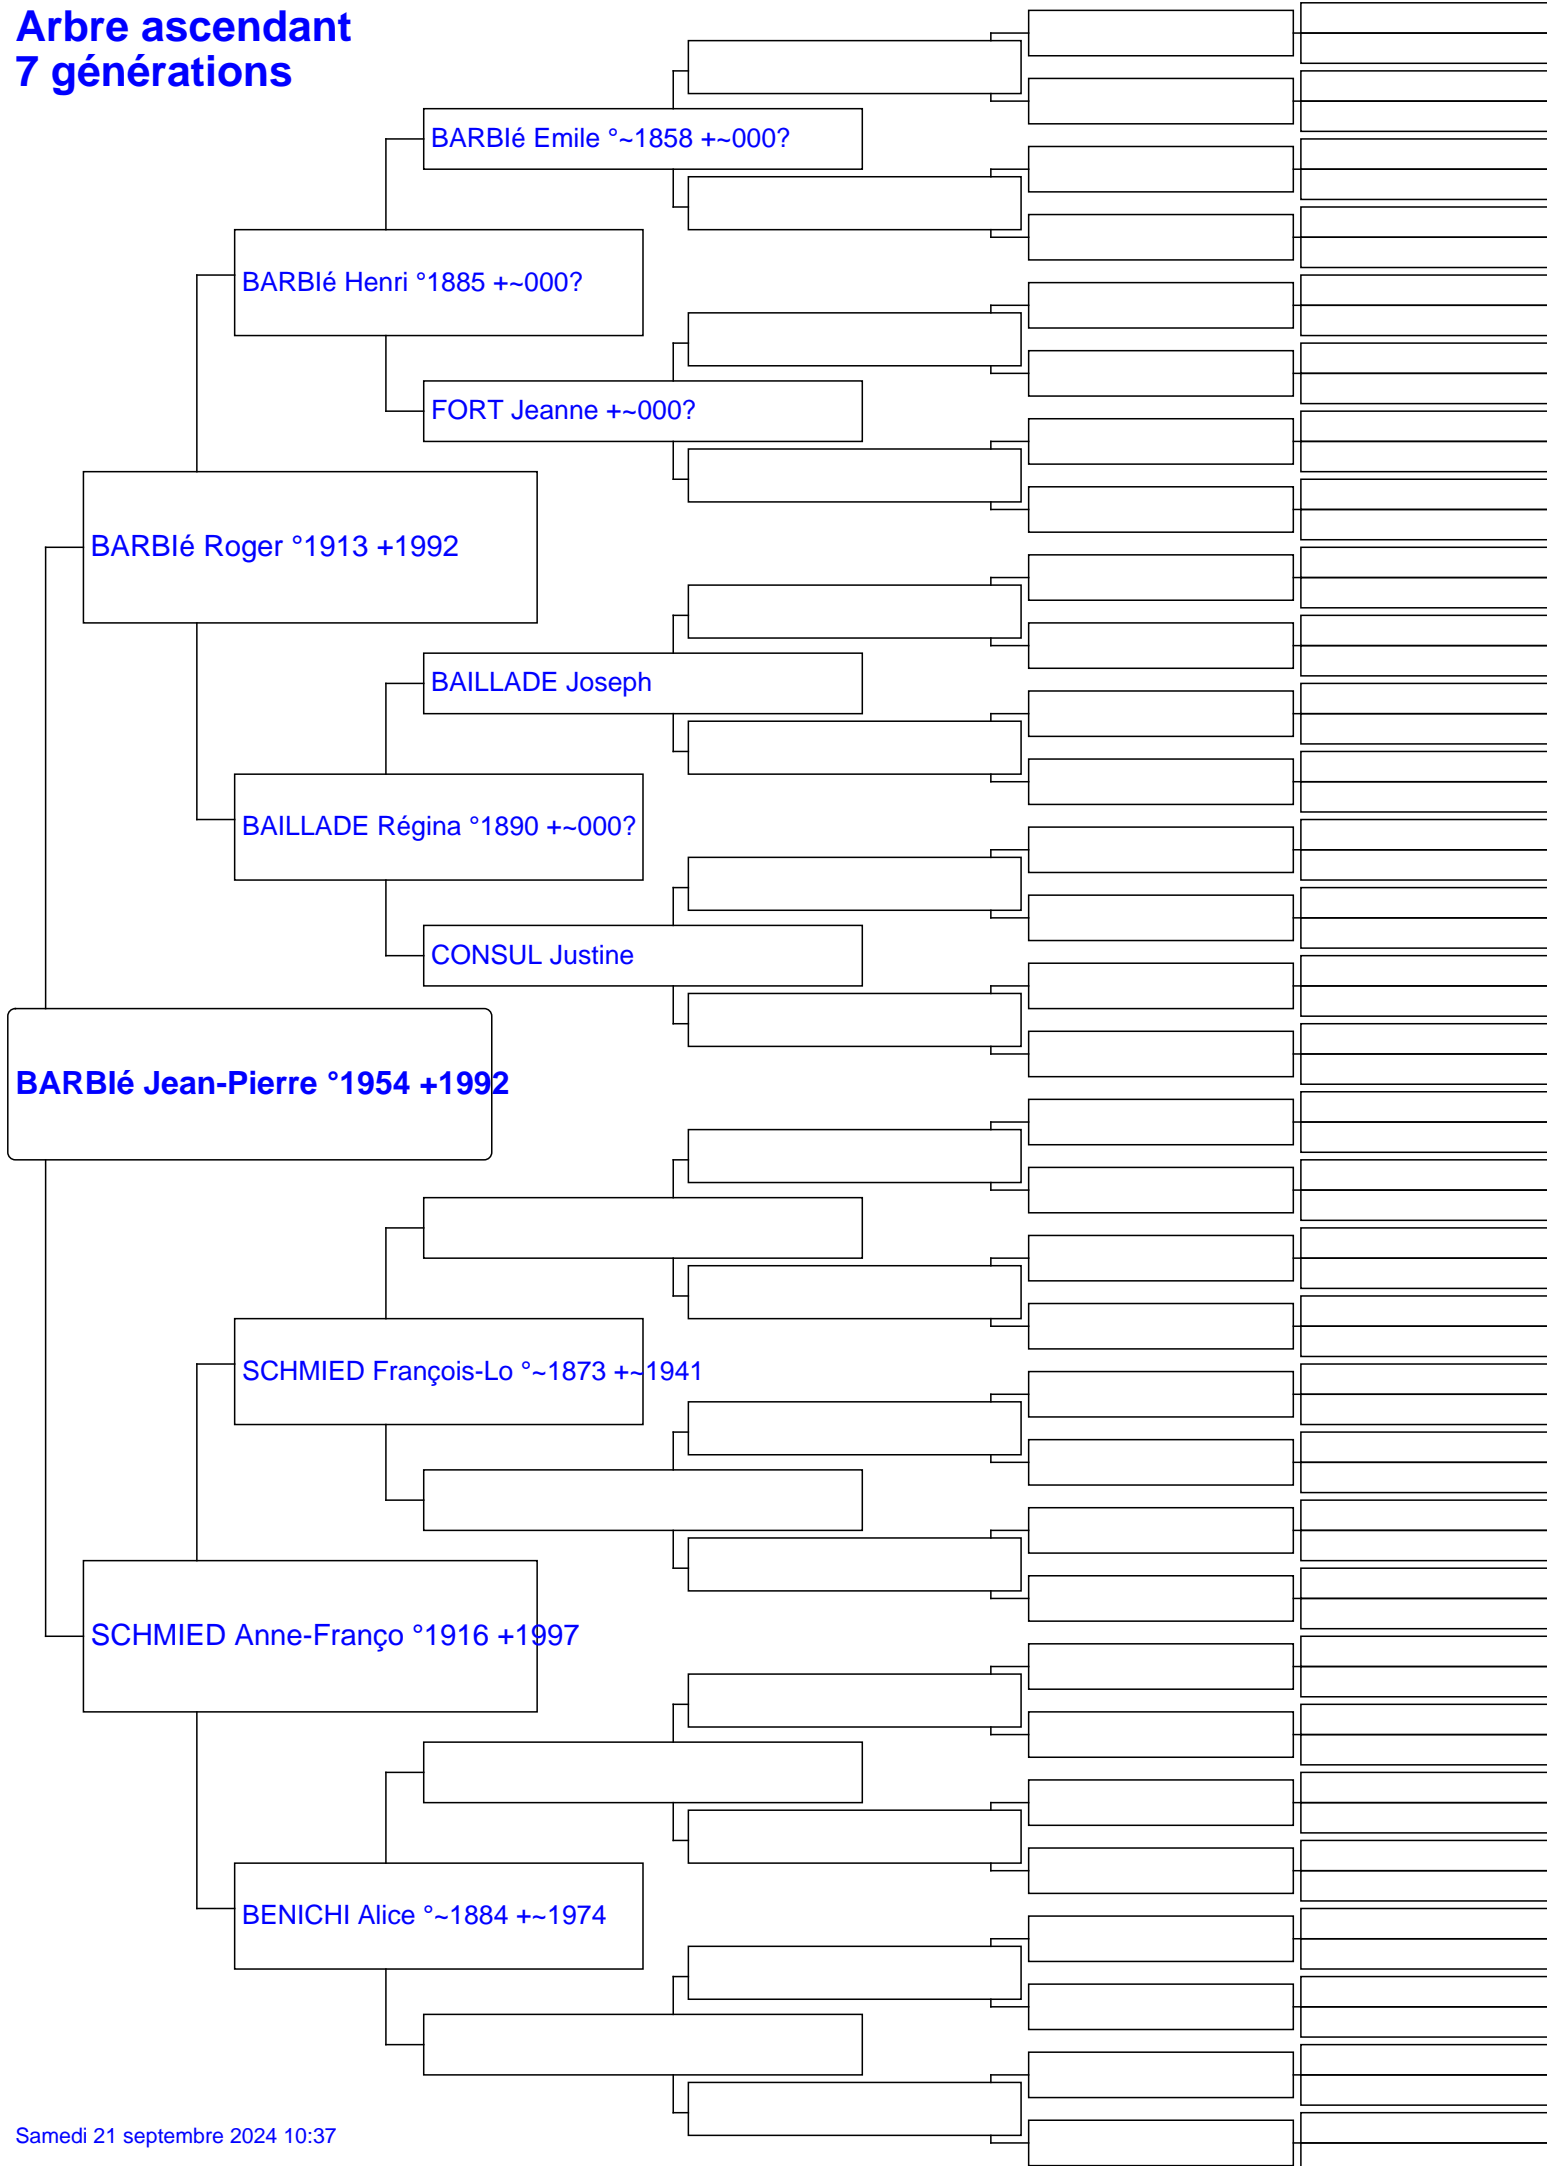 Arbre ascendant
7 générations
BARBIé Emile °~1858 +~000?
BARBIé Henri °1885 +~000?
FORT Jeanne +~000?
BARBIé Roger °1913 +1992
BAILLADE Joseph
BAILLADE Régina °1890 +~000?
CONSUL Justine
BARBIé Jean-Pierre °1954 +1992
SCHMIED François-Lo °~1873 +~1941
SCHMIED Anne-Franço °1916 +1997
BENICHI Alice °~1884 +~1974
Samedi 21 septembre 2024 10:37